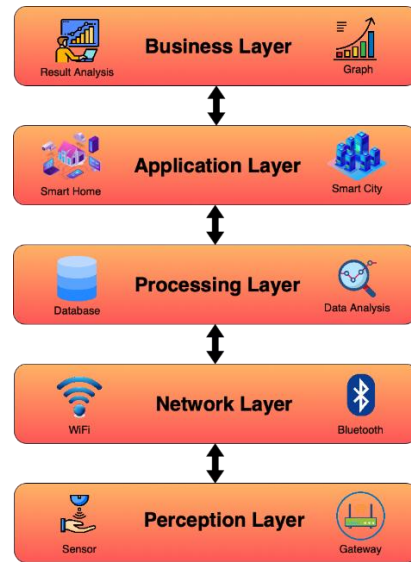 Business Layer
Result Analysis
Graph
Application Layer
Smart Home
Smart City
Processing Layer
Database
Data Analysis
Network Layer
WiFi
Bluetooth
Perception Layer
Sensor
Gateway